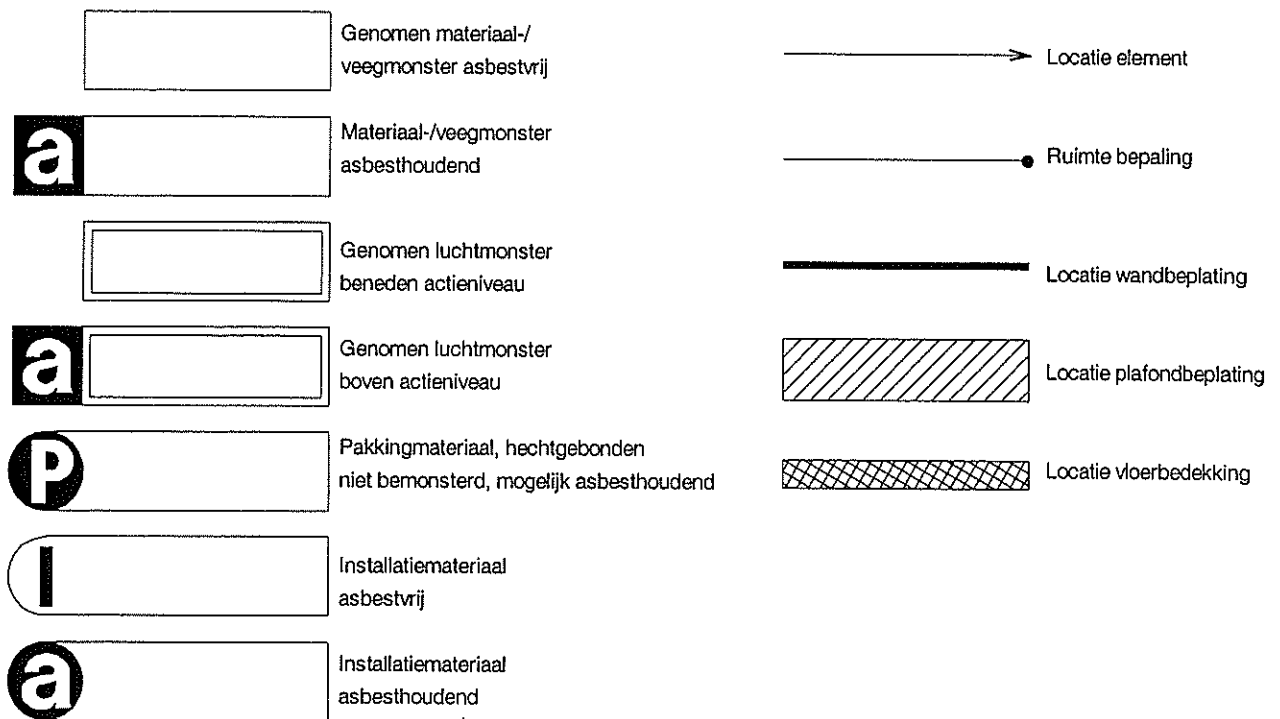 Genomen materiaal-/
veegmonster asbestvrij
a
Materiaal-/veegmonster
asbesthoudend
Genomen luchtmonster
beneden actieniveau
a
Genomen luchtmonster
boven actieniveau
P
Pakkingmateriaal, hechtgebonden
niet bemonsterd, mogelijk asbesthoudend
I
Installatiemateriaal
asbestvrij
a
Installatiemateriaal
asbesthoudend
Locatie element
Ruimte bepaling
Locatie wandbeplating
Locatie plafondbeplating
Locatie vloerbedekking